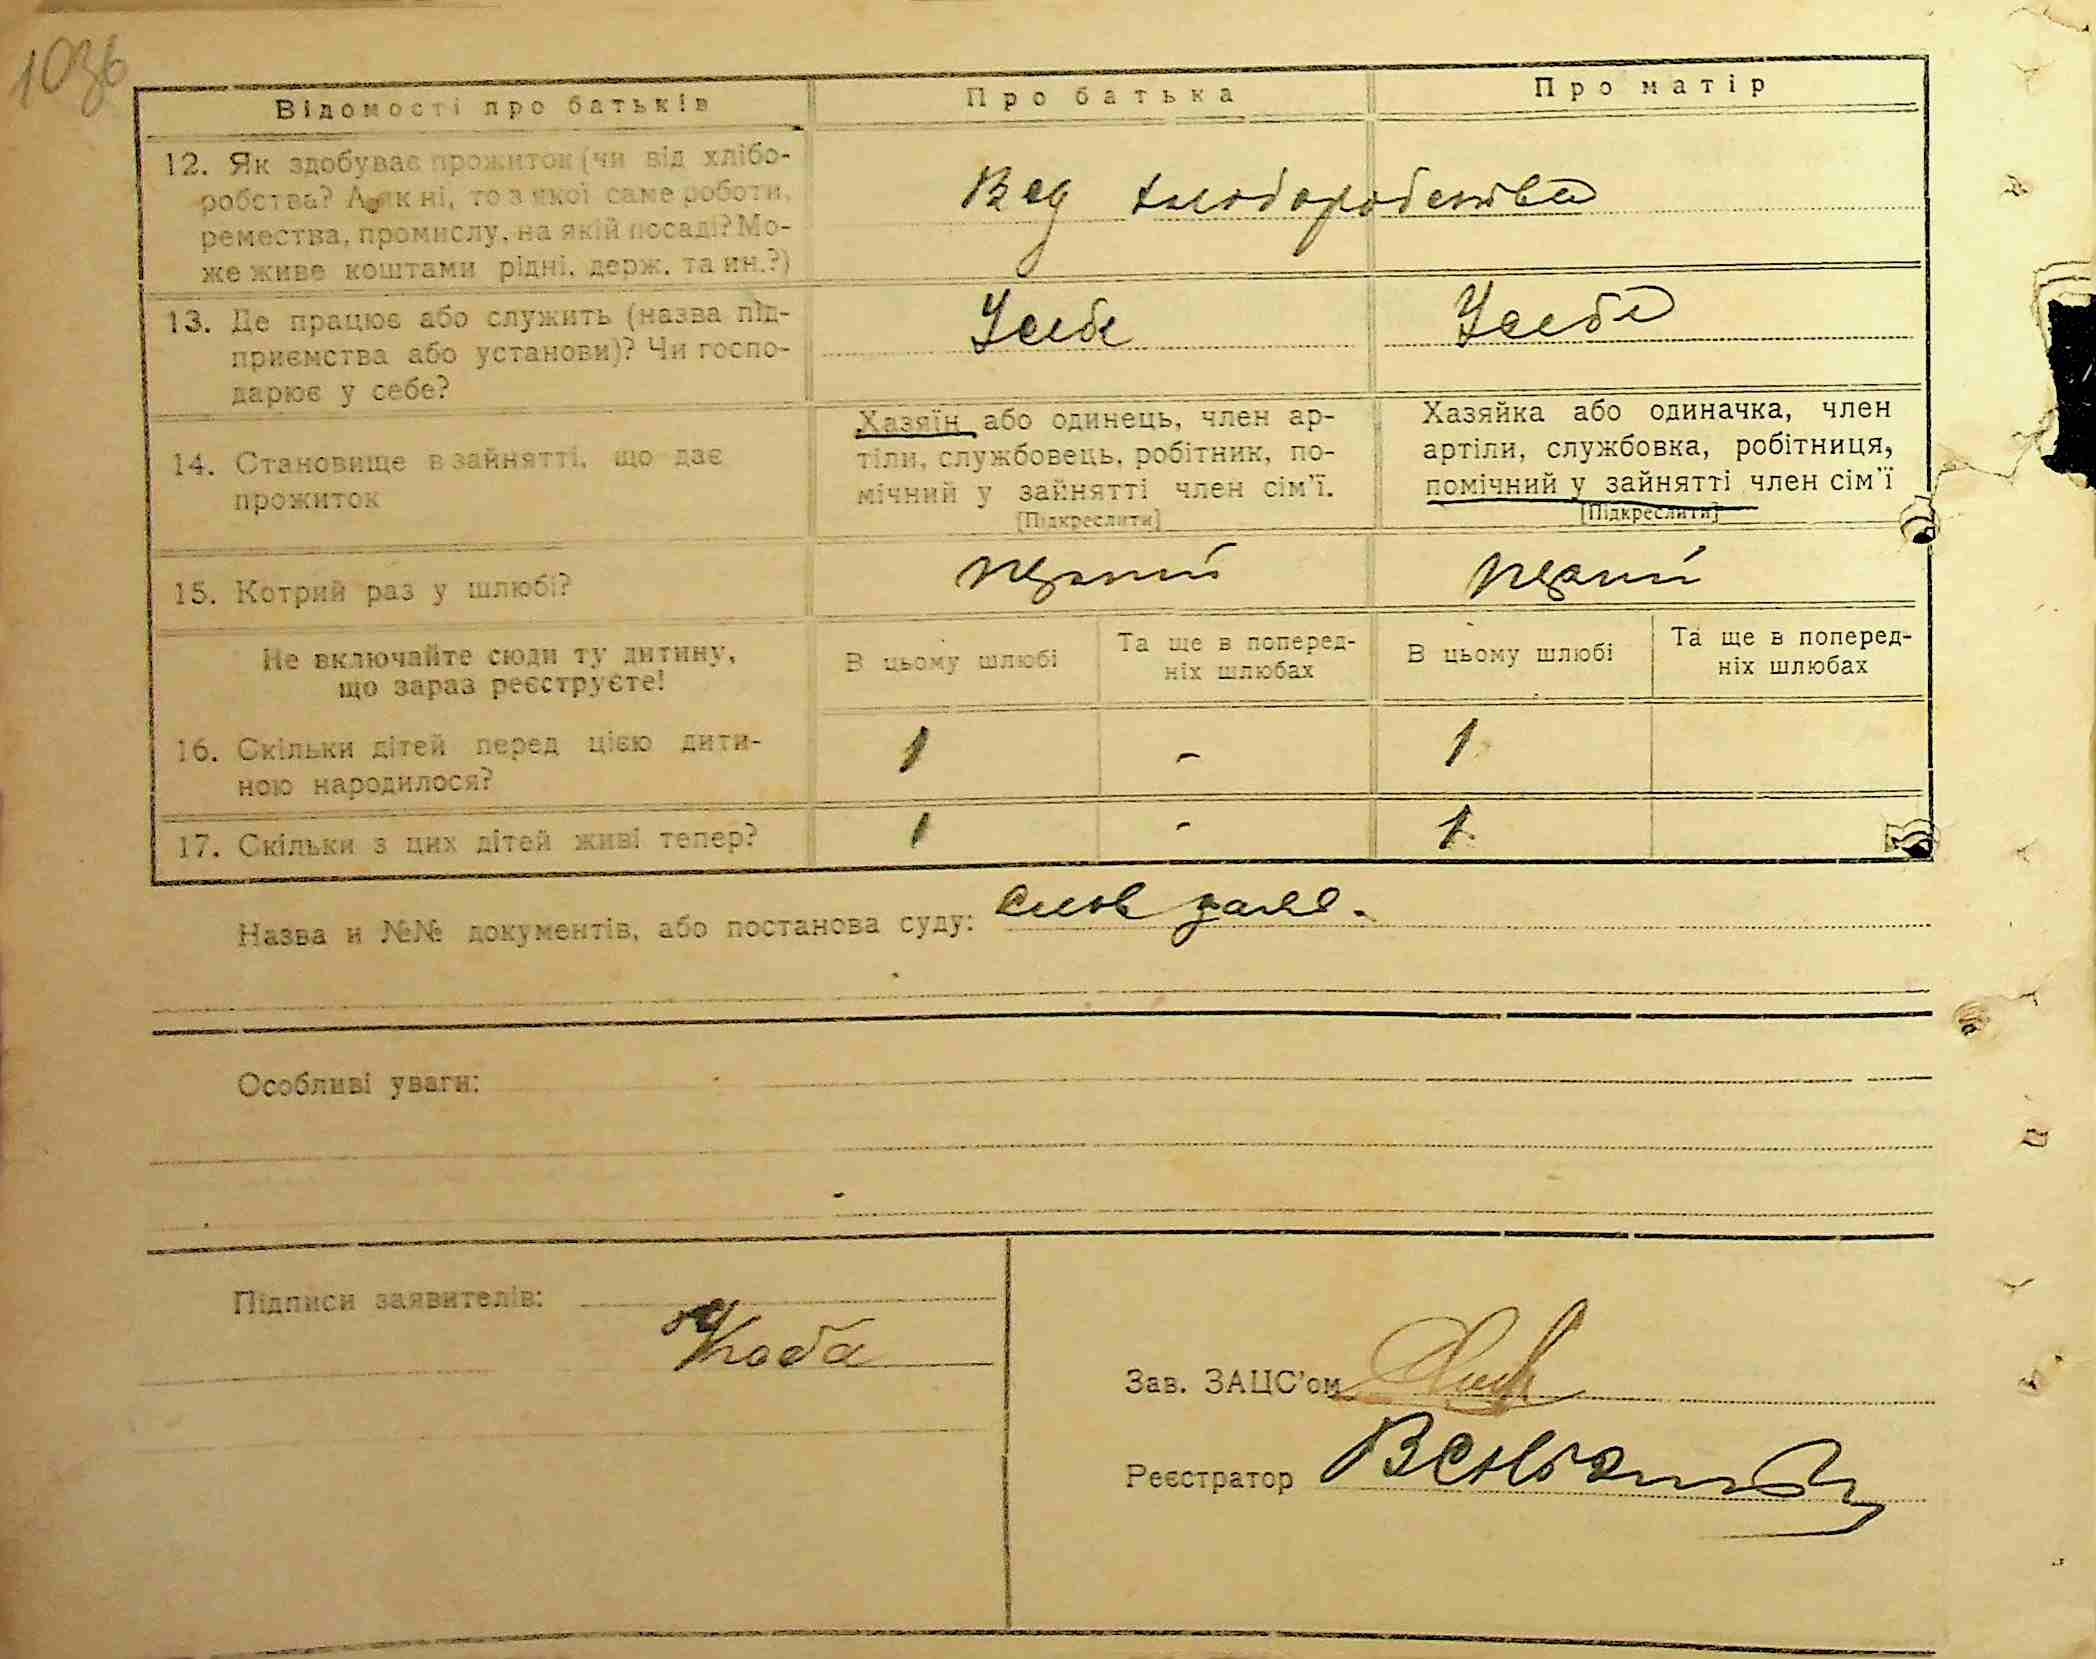 103б
Відомості про батьків
Про батька
Про матір
12. Як здобуває прожиток (чи від хлібо-
робства? А як ні, то з якої саме роботи,
ремества, промислу, на якій посаді? Мо-
же живе коштами рідні, держ. та ин.?)
Вед хліборобства
13. Де працює або служить (назва під-
приємства або установи)? Чи госпо-
дарює у себе?
Усебе
Усебе
14. Становище в зайнятті, що дає
прожиток
Хазяїн або одинець, член ар-
тіли, службовець, робітник, по-
мічний у зайнятті член сім'ї.
[Підкреслити]
Хазяйка або одиначка, член
артіли, службовка, робітниця,
помічний у зайнятті член сім'ї
[Підкреслити]
15. Котрий раз у шлюбі?
первий
первий
Не включайте сюди ту дитину,
що зараз реєструєте!
В цьому шлюбі
Та ще в поперед-
ніх шлюбах
В цьому шлюбі
Та ще в поперед-
ніх шлюбах
16. Скільки дітей перед цією дити-
ною народилося?
1
-
1
17. Скільки з цих дітей живі тепер?
1
-
1
Назва и №№ документів, або постанова суду:
Особливі уваги:
Підписи заявителів:
Коба
Зав. ЗАЦС'ом
Реєстратор